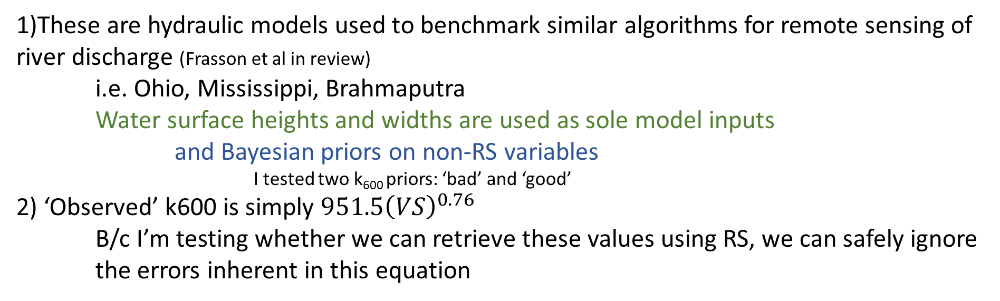 1)These are hydraulic models used to benchmark similar algorithms for remote sensing of
river discharge (Frasson et al in review)
i.e. Ohio, Mississippi, Brahmaputra
Water surface heights and widths are used as sole model inputs
and Bayesian priors on non-RS variables
I tested two k₆₀₀ priors: ‘bad’ and ‘good’
2) ‘Observed’ k600 is simply 951.5(VS)^0.76
B/c I’m testing whether we can retrieve these values using RS, we can safely ignore
the errors inherent in this equation